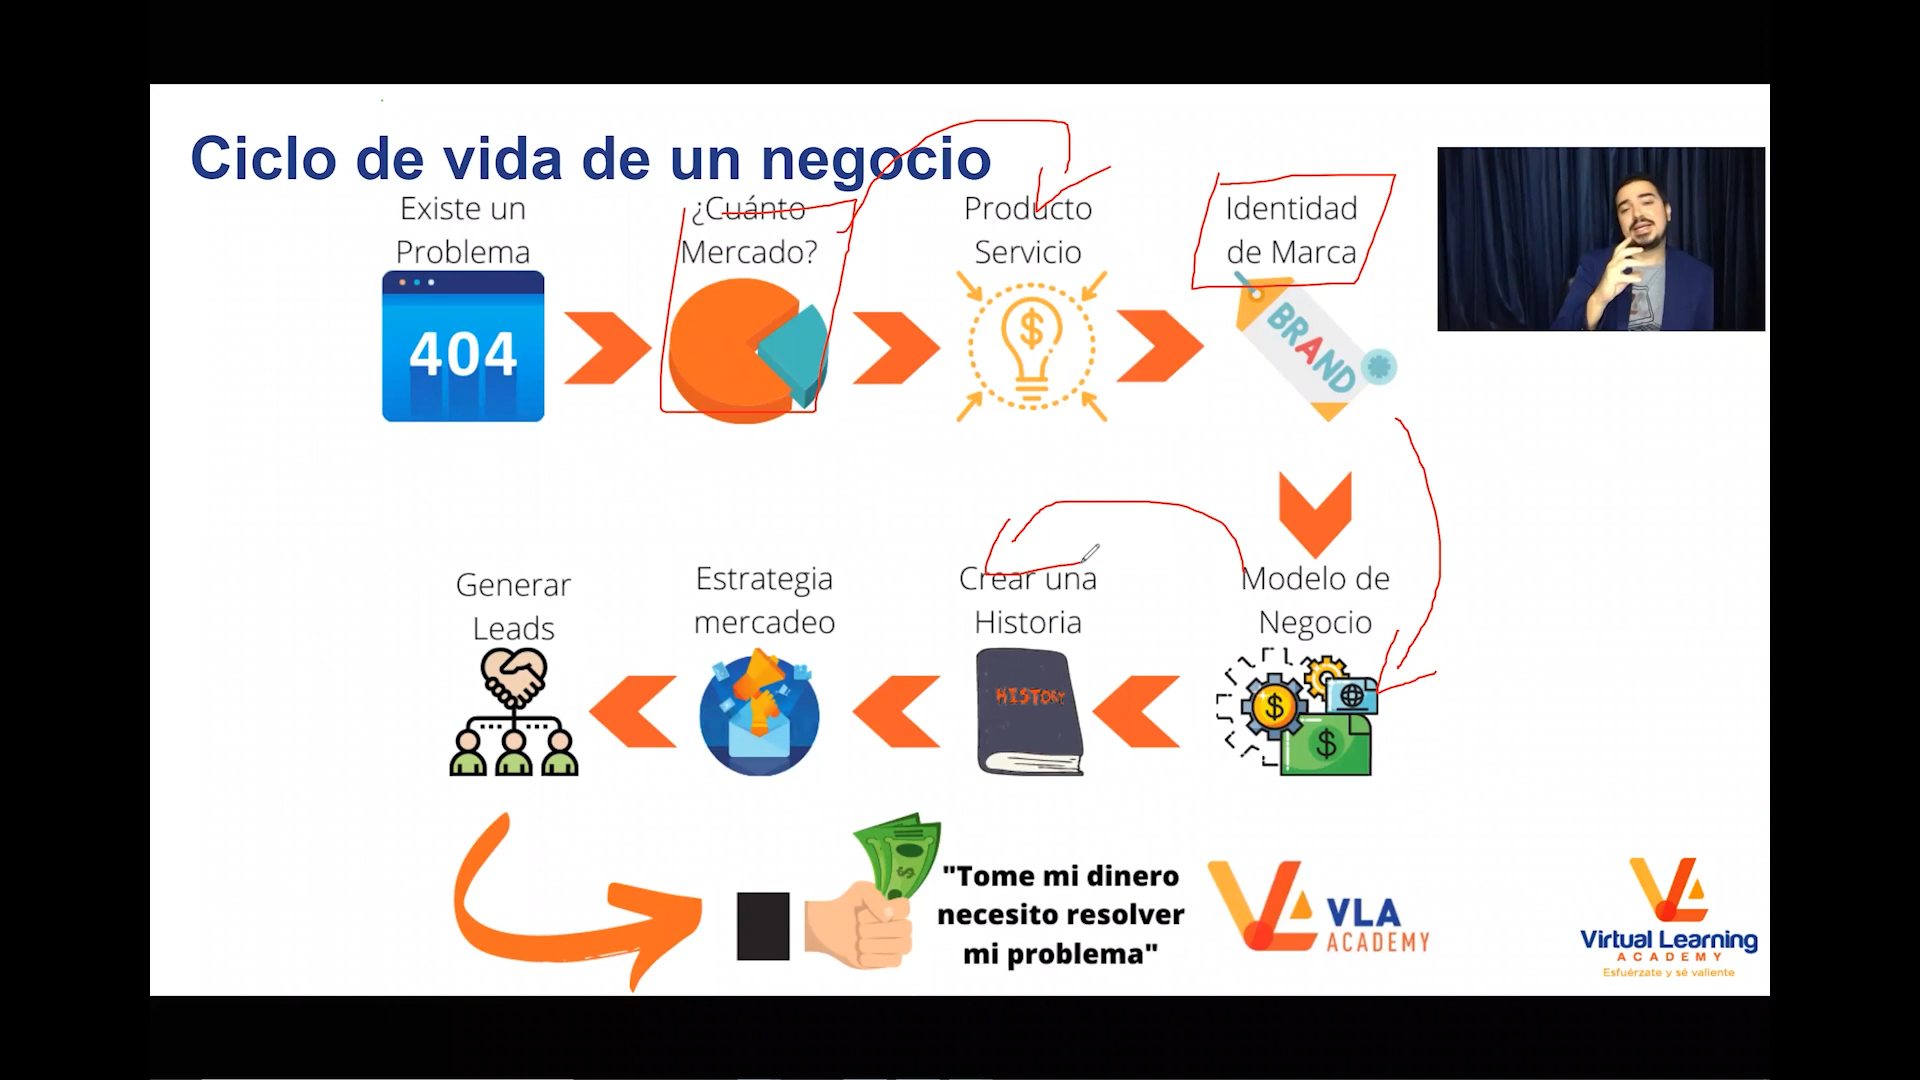 Ciclo de vida de un negocio
Existe un
Problema
¿Cuánto
Mercado?
Producto
Servicio
Identidad
de Marca
404
$
BRAND
Generar
Leads
Estrategia
mercadeo
Crear una
Historia
Modelo de
Negocio
HISTORY
$
$
$
"Tome mi dinero
necesito resolver
mi problema"
VLA
ACADEMY
Virtual Learning
ACADEMY
Esfuérzate y sé valiente